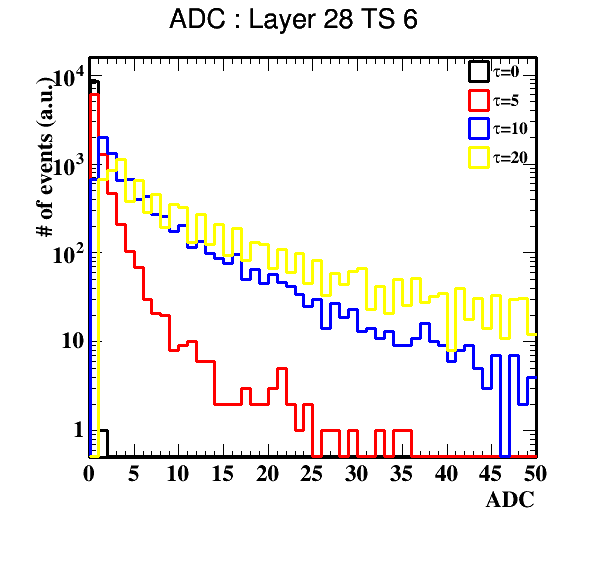 ADC : Layer 28 TS 6
# of events (a.u.)
10⁴
10³
10²
10
1
τ=0
τ=5
τ=10
τ=20
0 5 10 15 20 25 30 35 40 45 50
ADC